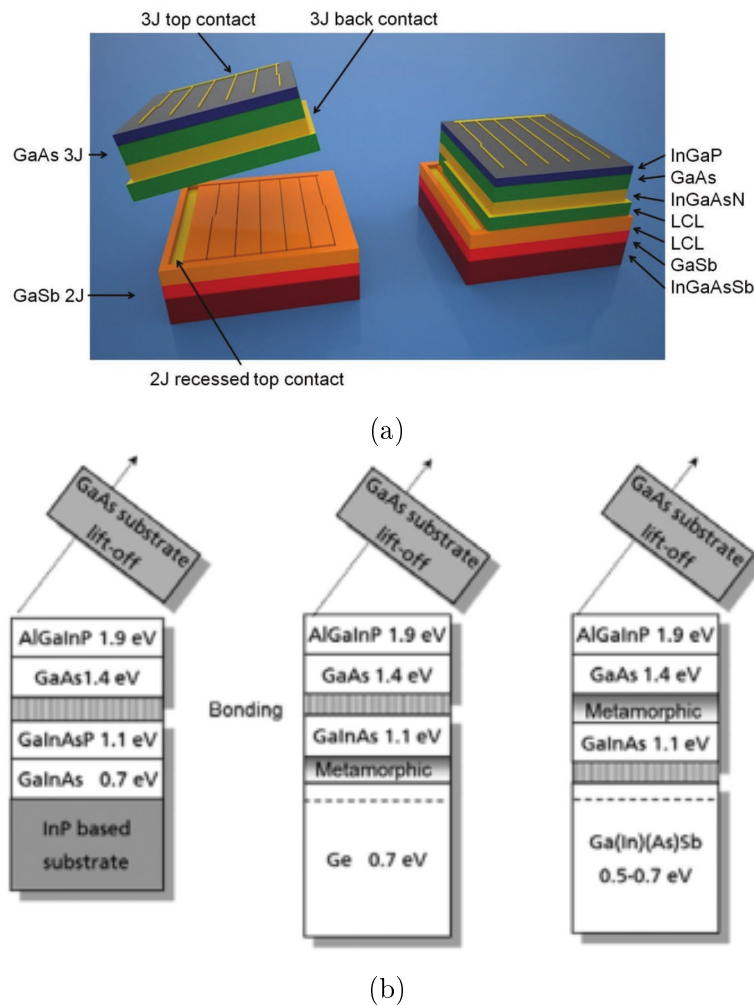 3J top contact
3J back contact
GaAs 3J
GaSb 2J
2J recessed top contact
InGaP
GaAs
InGaAsN
LCL
LCL
GaSb
InGaAsSb
(a)
GaAs substrate
lift-off
AlGaInP 1.9 eV
GaAs1.4 eV
GaInAsP 1.1 eV
GaInAs 0.7 eV
InP based
substrate
Bonding
GaAs substrate
lift-off
AlGaInP 1.9 eV
GaAs 1.4 eV
GaInAs 1.1 eV
Metamorphic
Ge 0.7 eV
GaAs substrate
lift-off
AlGaInP 1.9 eV
GaAs 1.4 eV
Metamorphic
GaInAs 1.1 eV
Ga(In)(As)Sb
0.5-0.7 eV
(b)